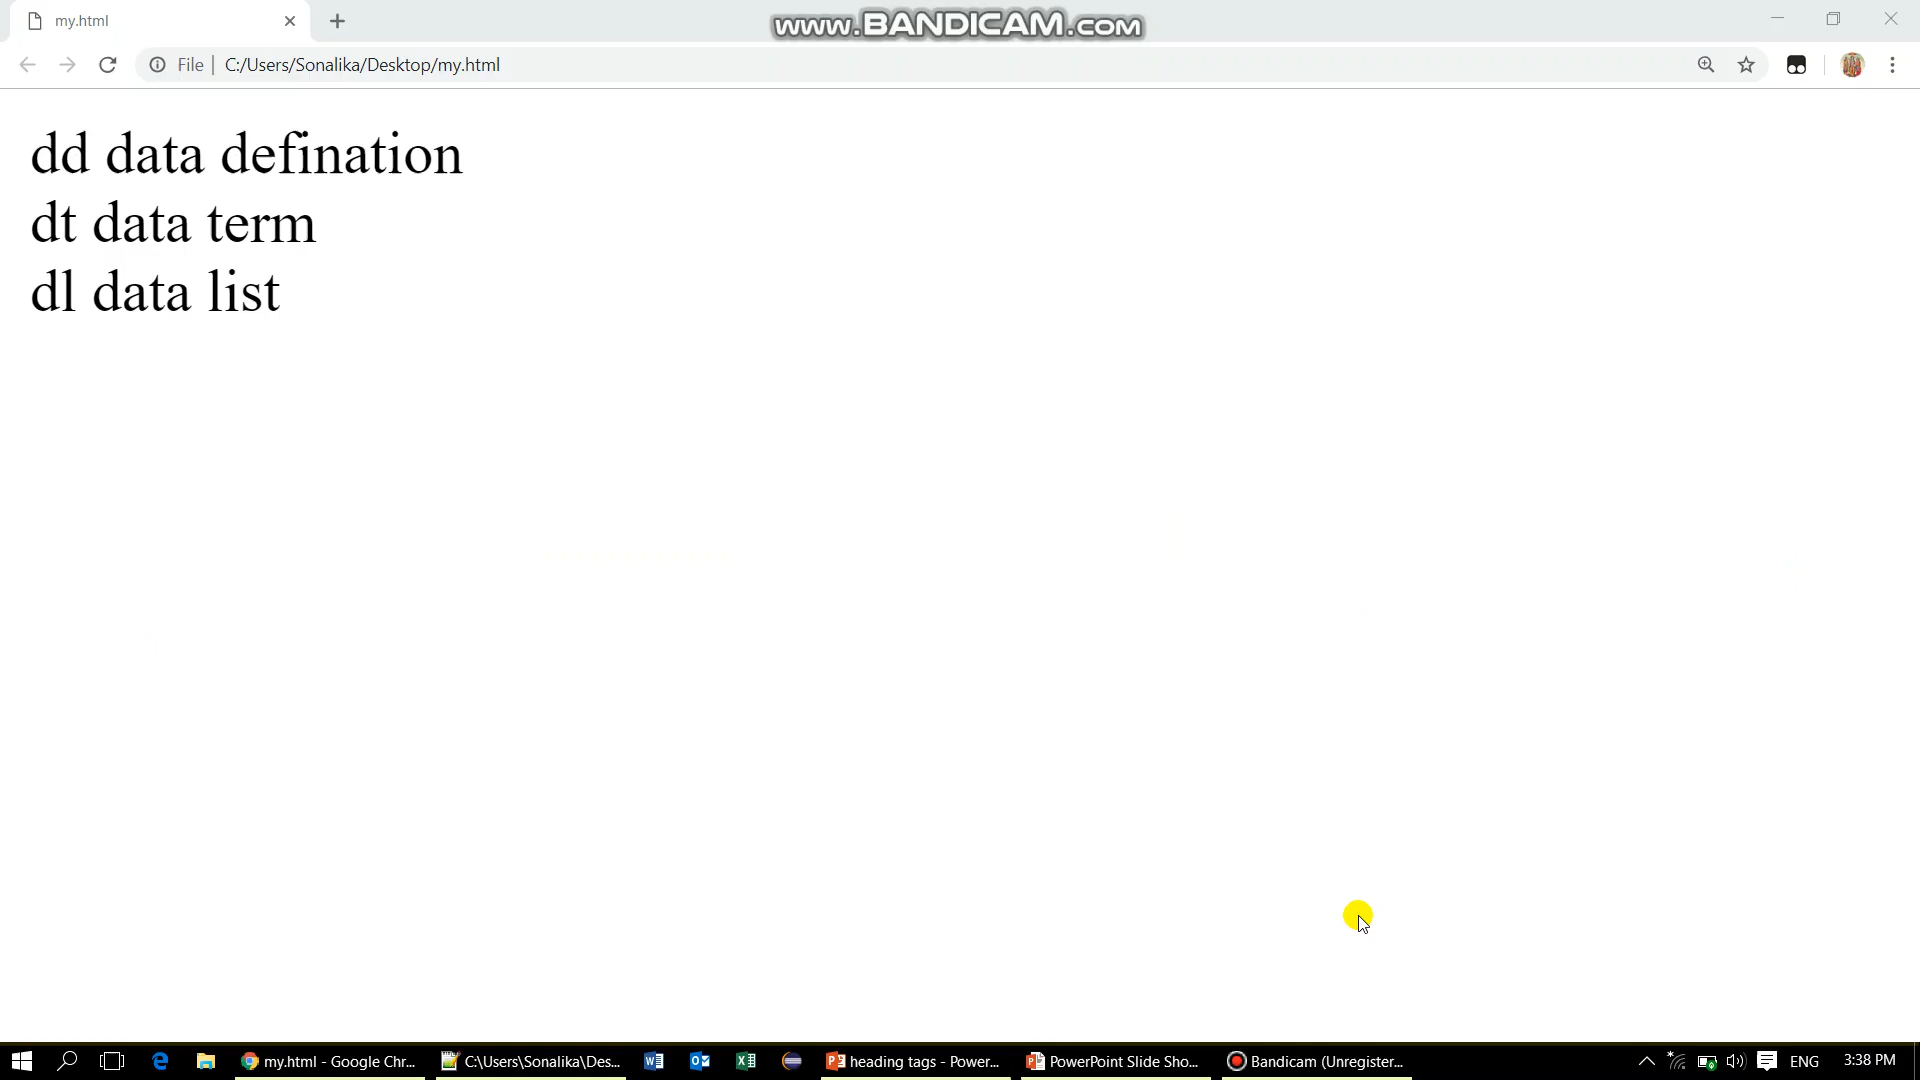 my.html
www.BANDICAM.com
File | C:/Users/Sonalika/Desktop/my.html
dd data defination
dt data term
dl data list
my.html - Google Chr...
C:\Users\Sonalika\Des...
heading tags - Power...
PowerPoint Slide Sho...
Bandicam (Unregister...
ENG
3:38 PM